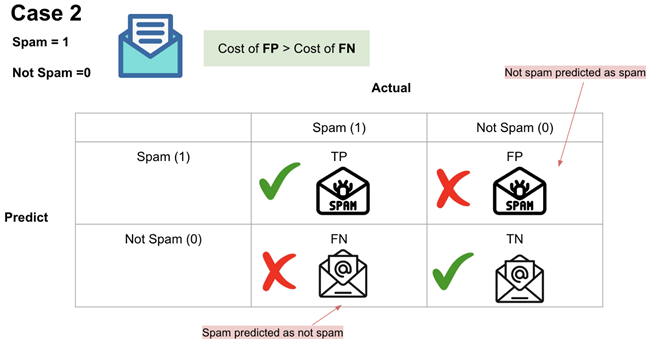 Case 2
Spam = 1
Not Spam =0
Cost of FP > Cost of FN
Not spam predicted as spam
Actual
Spam (1)
Not Spam (0)
Predict
Spam (1)
TP
SPAM
FP
SPAM
Not Spam (0)
FN
@
TN
@
Spam predicted as not spam